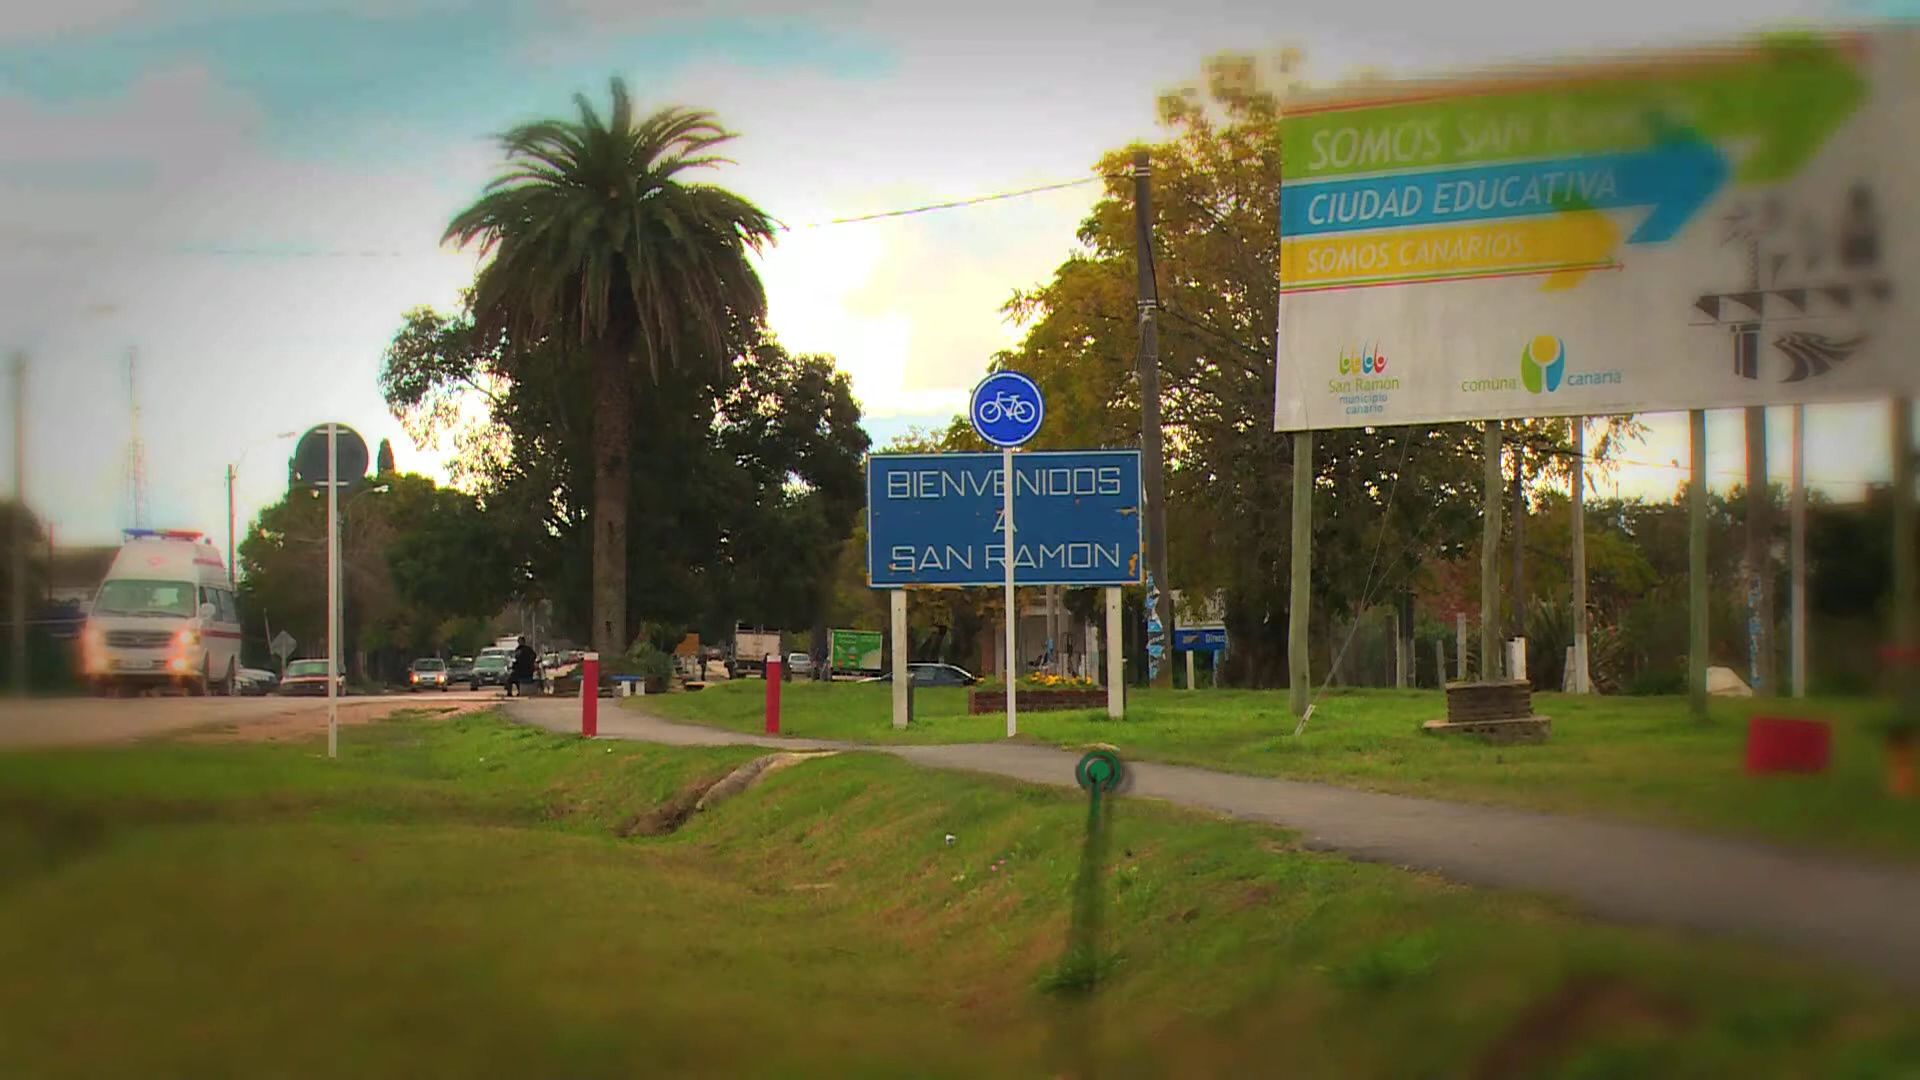 BIENVENIDOS
A
SAN RAMON
SOMOS SAN
CIUDAD EDUCATIVA
SOMOS CANARIOS
San Ramón
municipio
canario
comuna canaria